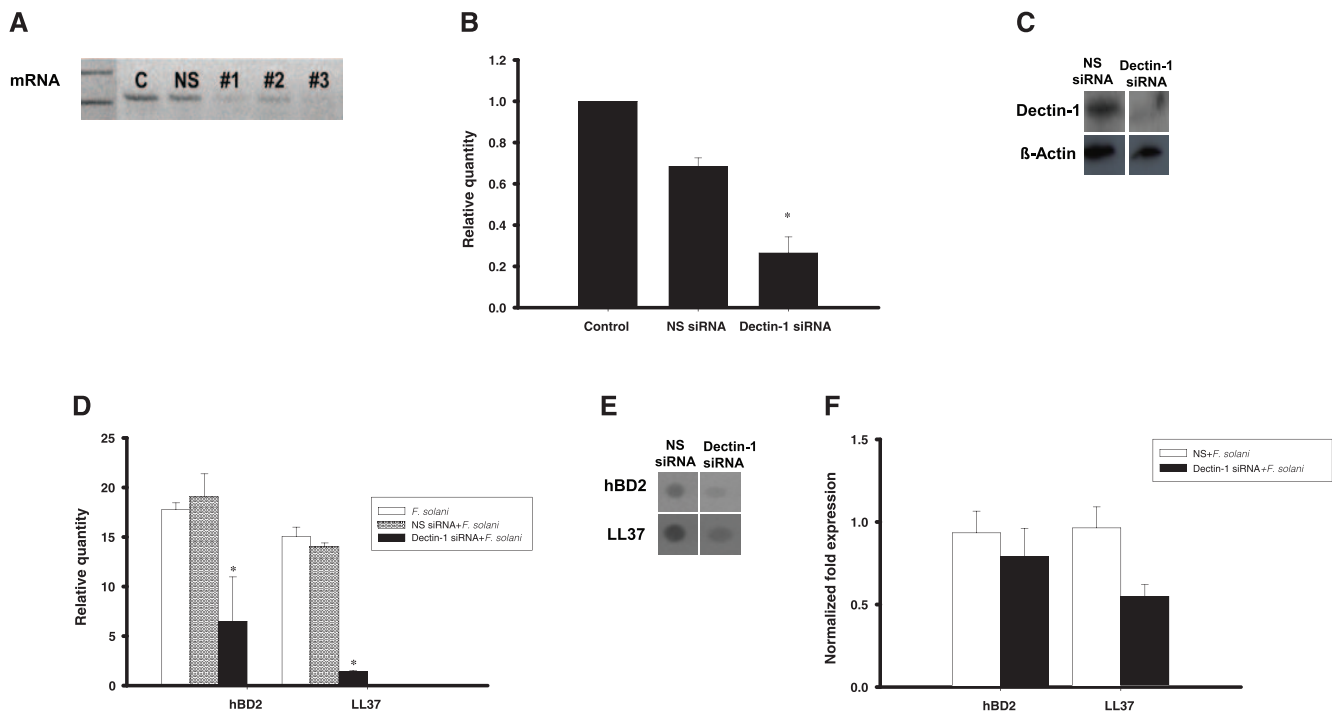 A
mRNA
C NS #1 #2 #3
B
1.2
1.0
0.8
0.6
0.4
0.2
0.0
Relative quantity
*
Control NS siRNA Dectin-1 siRNA
C
NS siRNA
Dectin-1 siRNA
Dectin-1
ß-Actin
D
25
20
15
10
5
0
Relative quantity
*
*
hBD2 LL37
F. solani
NS siRNA+F. solani
Dectin-1 siRNA+F. solani
E
NS siRNA
Dectin-1 siRNA
hBD2
LL37
F
1.5
1.0
0.5
0.0
Normalized fold expression
hBD2 LL37
NS+F. solani
Dectin-1 siRNA+F. solani